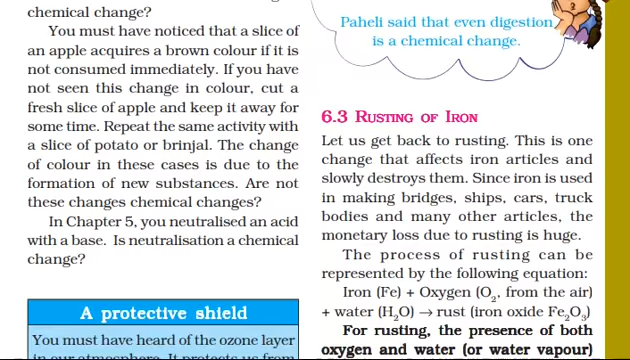 chemical change?
You must have noticed that a slice of
an apple acquires a brown colour if it is
not consumed immediately. If you have
not seen this change in colour, cut a
fresh slice of apple and keep it away for
some time. Repeat the same activity with
a slice of potato or brinjal. The change
of colour in these cases is due to the
formation of new substances. Are not
these changes chemical changes?
In Chapter 5, you neutralised an acid
with a base. Is neutralisation a chemical
change?
A protective shield
You must have heard of the ozone layer
in our atmosphere. It protects us from
Paheli said that even digestion
is a chemical change.
6.3 RUSTING OF IRON
Let us get back to rusting. This is one
change that affects iron articles and
slowly destroys them. Since iron is used
in making bridges, ships, cars, truck
bodies and many other articles, the
monetary loss due to rusting is huge.
The process of rusting can be
represented by the following equation:
Iron (Fe) + Oxygen (O₂, from the air)
+ water (H₂O) → rust (iron oxide Fe₂O₃)
For rusting, the presence of both
oxygen and water (or water vapour)